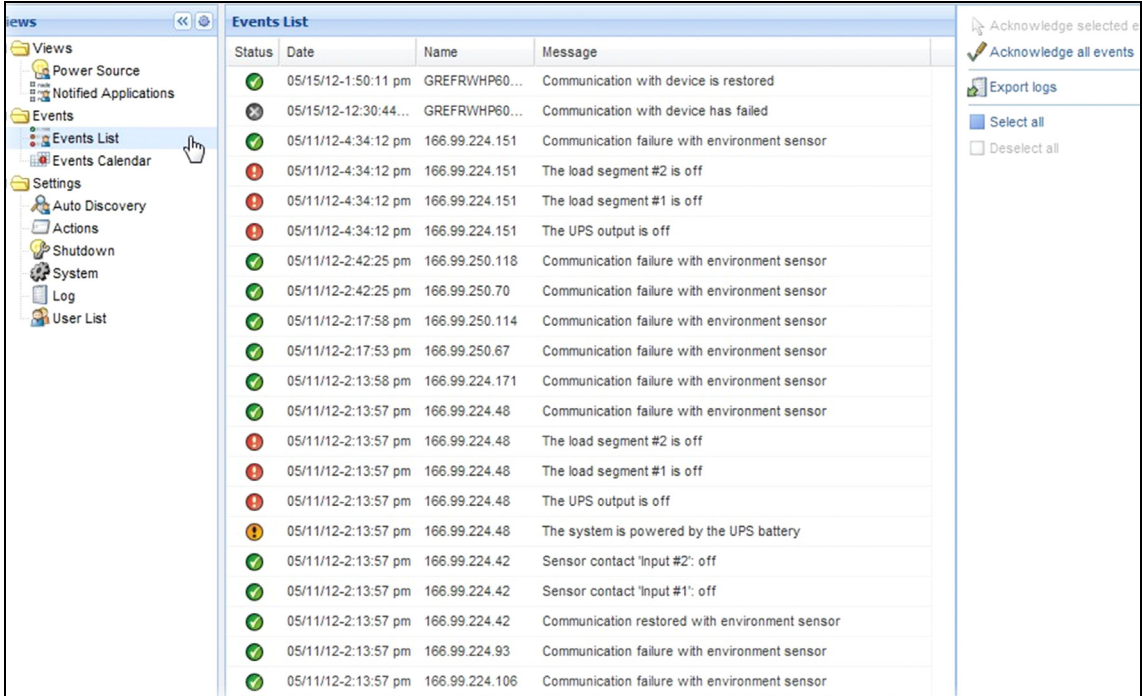 iews
Views
Power Source
Notified Applications
Events
Events List
Events Calendar
Settings
Auto Discovery
Actions
Shutdown
System
Log
User List
Events List
Status Date Name Message
05/15/12-1:50:11 pm GREFRWHP60... Communication with device is restored
05/15/12-12:30:44... GREFRWHP60... Communication with device has failed
05/11/12-4:34:12 pm 166.99.224.151 Communication failure with environment sensor
05/11/12-4:34:12 pm 166.99.224.151 The load segment #2 is off
05/11/12-4:34:12 pm 166.99.224.151 The load segment #1 is off
05/11/12-4:34:12 pm 166.99.224.151 The UPS output is off
05/11/12-2:42:25 pm 166.99.250.118 Communication failure with environment sensor
05/11/12-2:42:25 pm 166.99.250.70 Communication failure with environment sensor
05/11/12-2:17:58 pm 166.99.250.114 Communication failure with environment sensor
05/11/12-2:17:53 pm 166.99.250.67 Communication failure with environment sensor
05/11/12-2:13:58 pm 166.99.224.171 Communication failure with environment sensor
05/11/12-2:13:57 pm 166.99.224.48 Communication failure with environment sensor
05/11/12-2:13:57 pm 166.99.224.48 The load segment #2 is off
05/11/12-2:13:57 pm 166.99.224.48 The load segment #1 is off
05/11/12-2:13:57 pm 166.99.224.48 The UPS output is off
05/11/12-2:13:57 pm 166.99.224.48 The system is powered by the UPS battery
05/11/12-2:13:57 pm 166.99.224.42 Sensor contact 'Input #2': off
05/11/12-2:13:57 pm 166.99.224.42 Sensor contact 'Input #1': off
05/11/12-2:13:57 pm 166.99.224.42 Communication restored with environment sensor
05/11/12-2:13:57 pm 166.99.224.93 Communication failure with environment sensor
05/11/12-2:13:57 pm 166.99.224.106 Communication failure with environment sensor
Acknowledge selected e
Acknowledge all events
Export logs
Select all
Deselect all